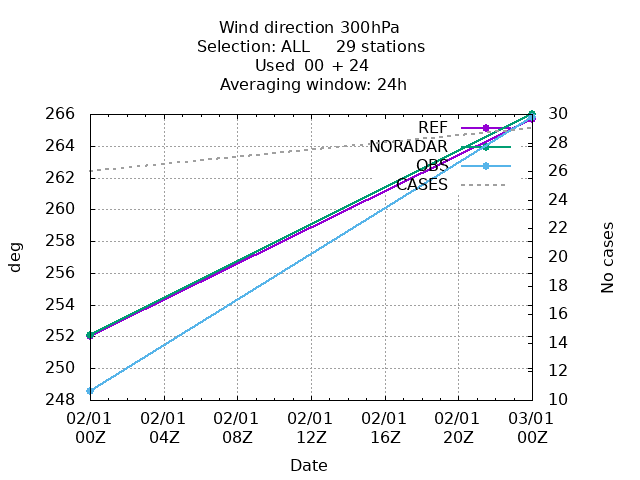 Wind direction 300hPa
Selection: ALL 29 stations
Used 00 + 24
Averaging window: 24h
266
264
262
260
258
256
254
252
250
248
deg
30
28
26
24
22
20
18
16
14
12
10
No cases
REF
NORADAR
OBS
CASES
02/01 02/01 02/01 02/01 02/01 02/01 03/01
00Z 04Z 08Z 12Z 16Z 20Z 00Z
Date